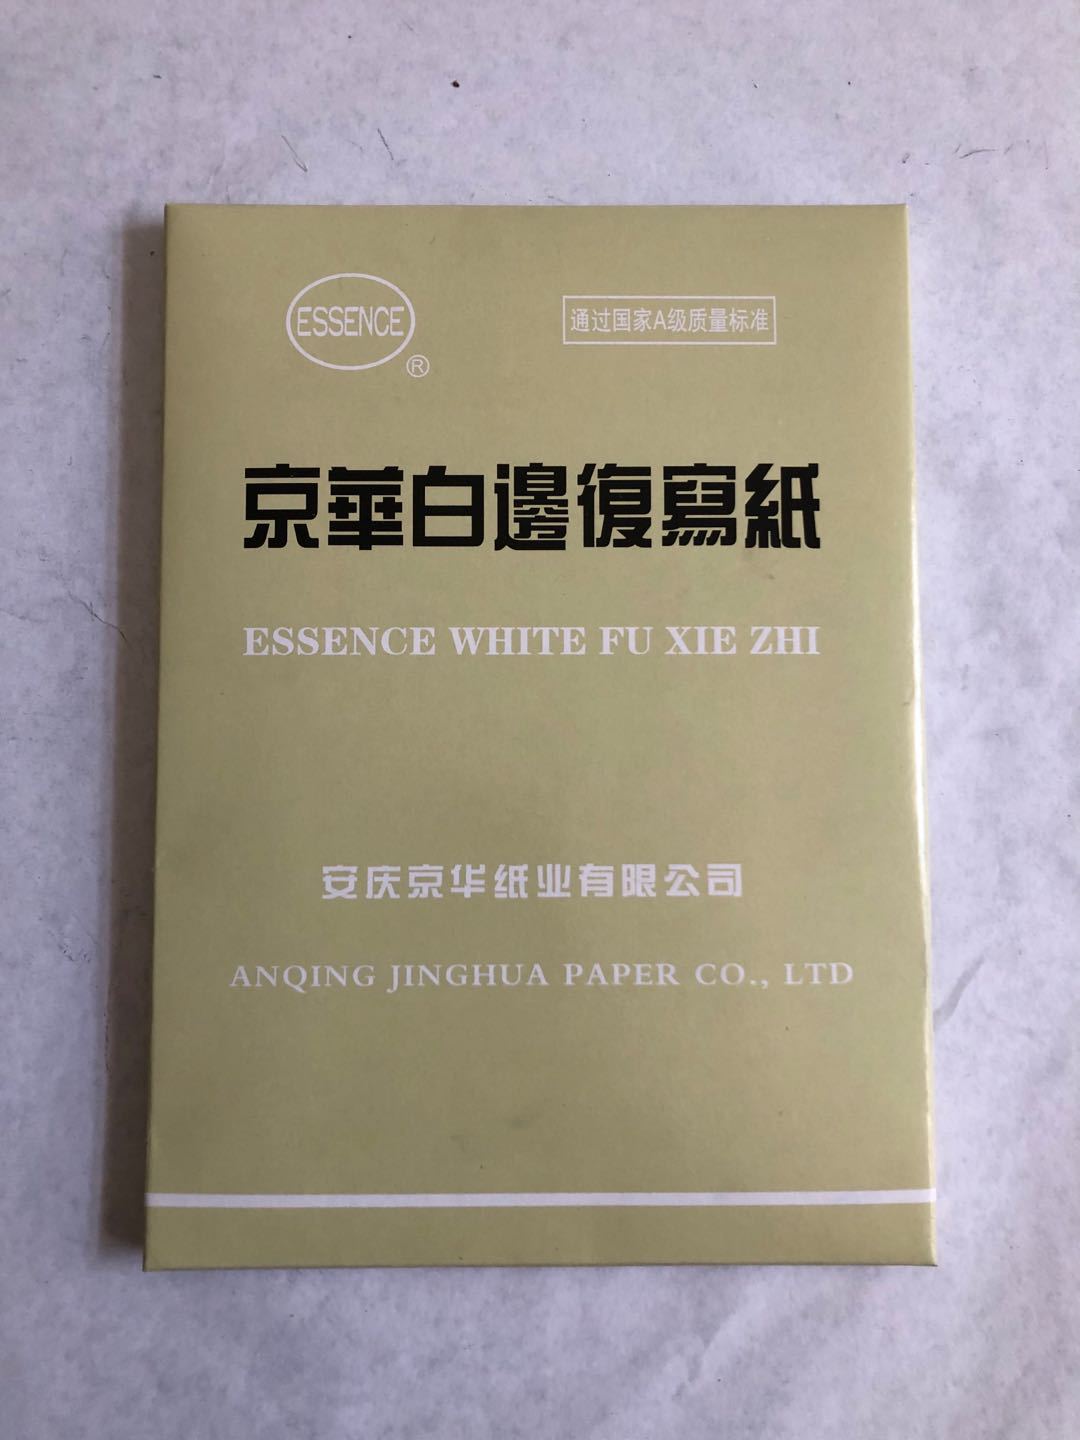 ESSENCE
®
通过国家A级质量标准
京華白邊復寫紙
ESSENCE WHITE FU XIE ZHI
安庆京华纸业有限公司
ANQING JINGHUA PAPER CO., LTD